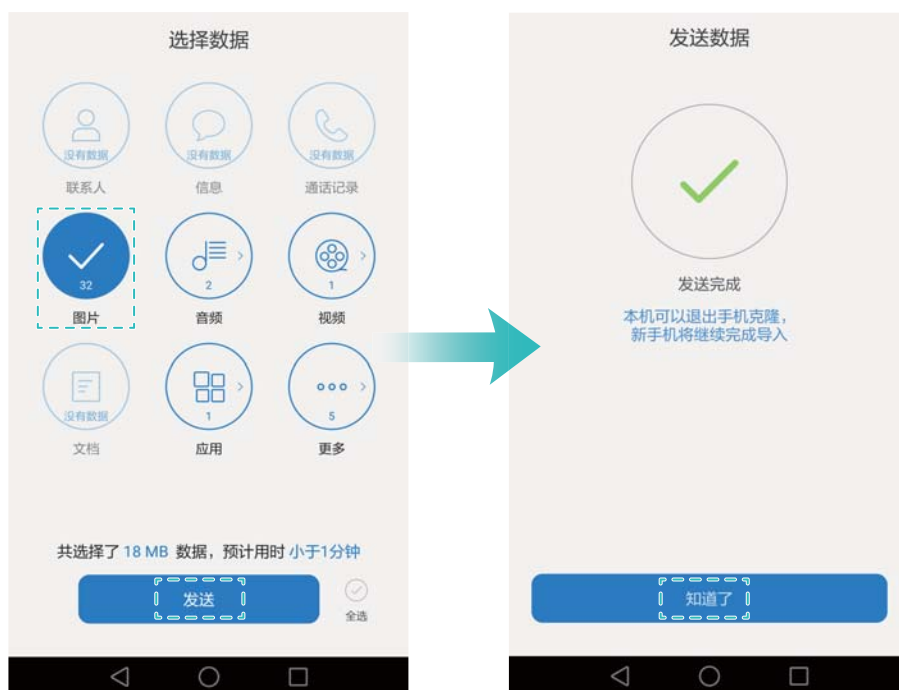 选择数据
没有数据
没有数据
没有数据
联系人
信息
通话记录
32
2
1
图片
音频
视频
没有数据
1
5
文档
应用
更多
共选择了 18 MB 数据，预计用时 小于1分钟
发送
全选
发送数据
发送完成
本机可以退出手机克隆，
新手机将继续完成导入
知道了